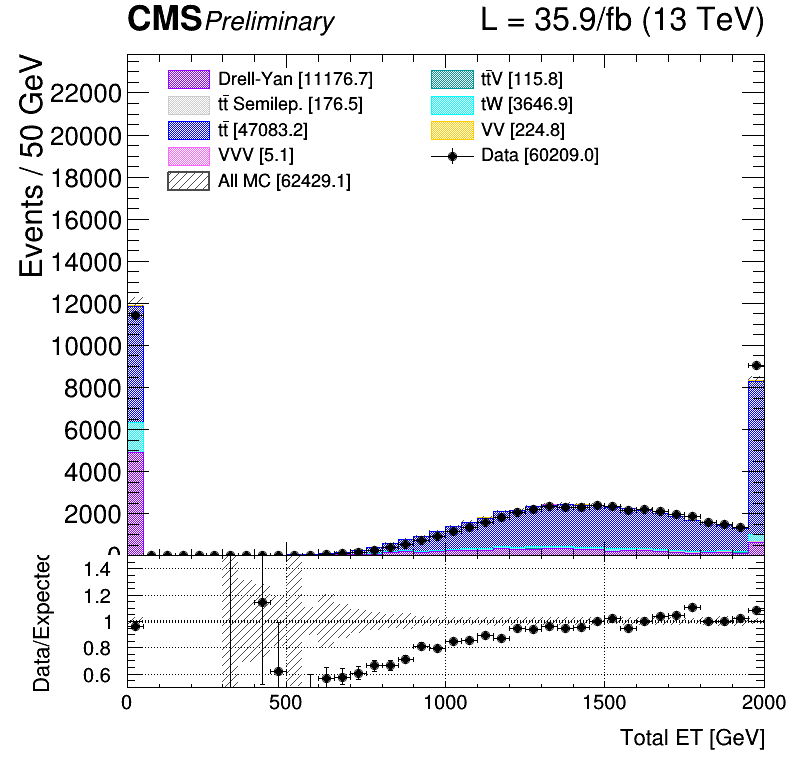 CMS Preliminary L = 35.9/fb (13 TeV)
Events / 50 GeV
22000
20000
18000
16000
14000
12000
10000
8000
6000
4000
2000
0
Drell-Yan [11176.7]
tt̄ Semilep. [176.5]
tt̄ [47083.2]
VVV [5.1]
All MC [62429.1]
tt̄V [115.8]
tW [3646.9]
VV [224.8]
Data [60209.0]
Data/Expected
1.4
1.2
1
0.8
0.6
0 500 1000 1500 2000
Total ET [GeV]